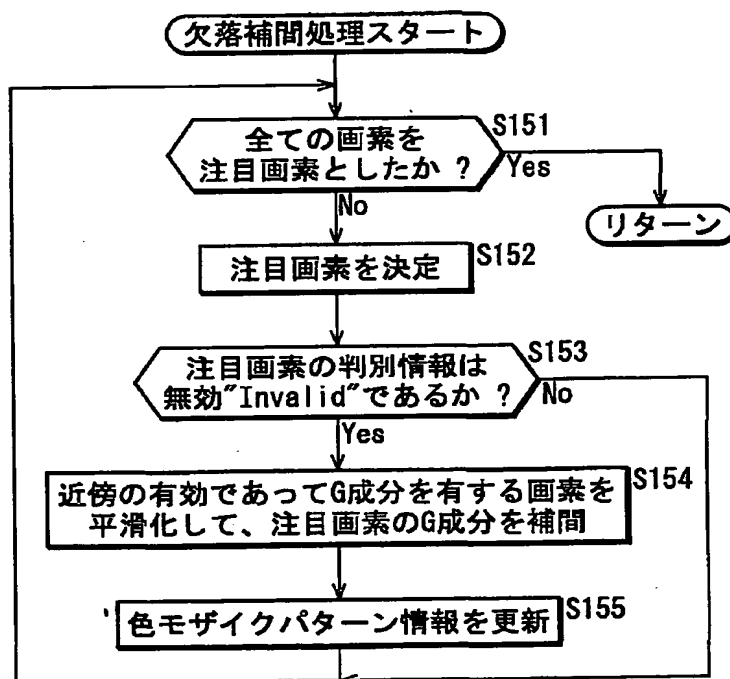 欠落補間処理スタート
全ての画素を
注目画素としたか ?
S151
Yes
No
リターン
注目画素を決定
S152
注目画素の判別情報は
無効"Invalid"であるか ?
S153
No
Yes
近傍の有効であってG成分を有する画素を
平滑化して、注目画素のG成分を補間
S154
色モザイクパターン情報を更新
S155